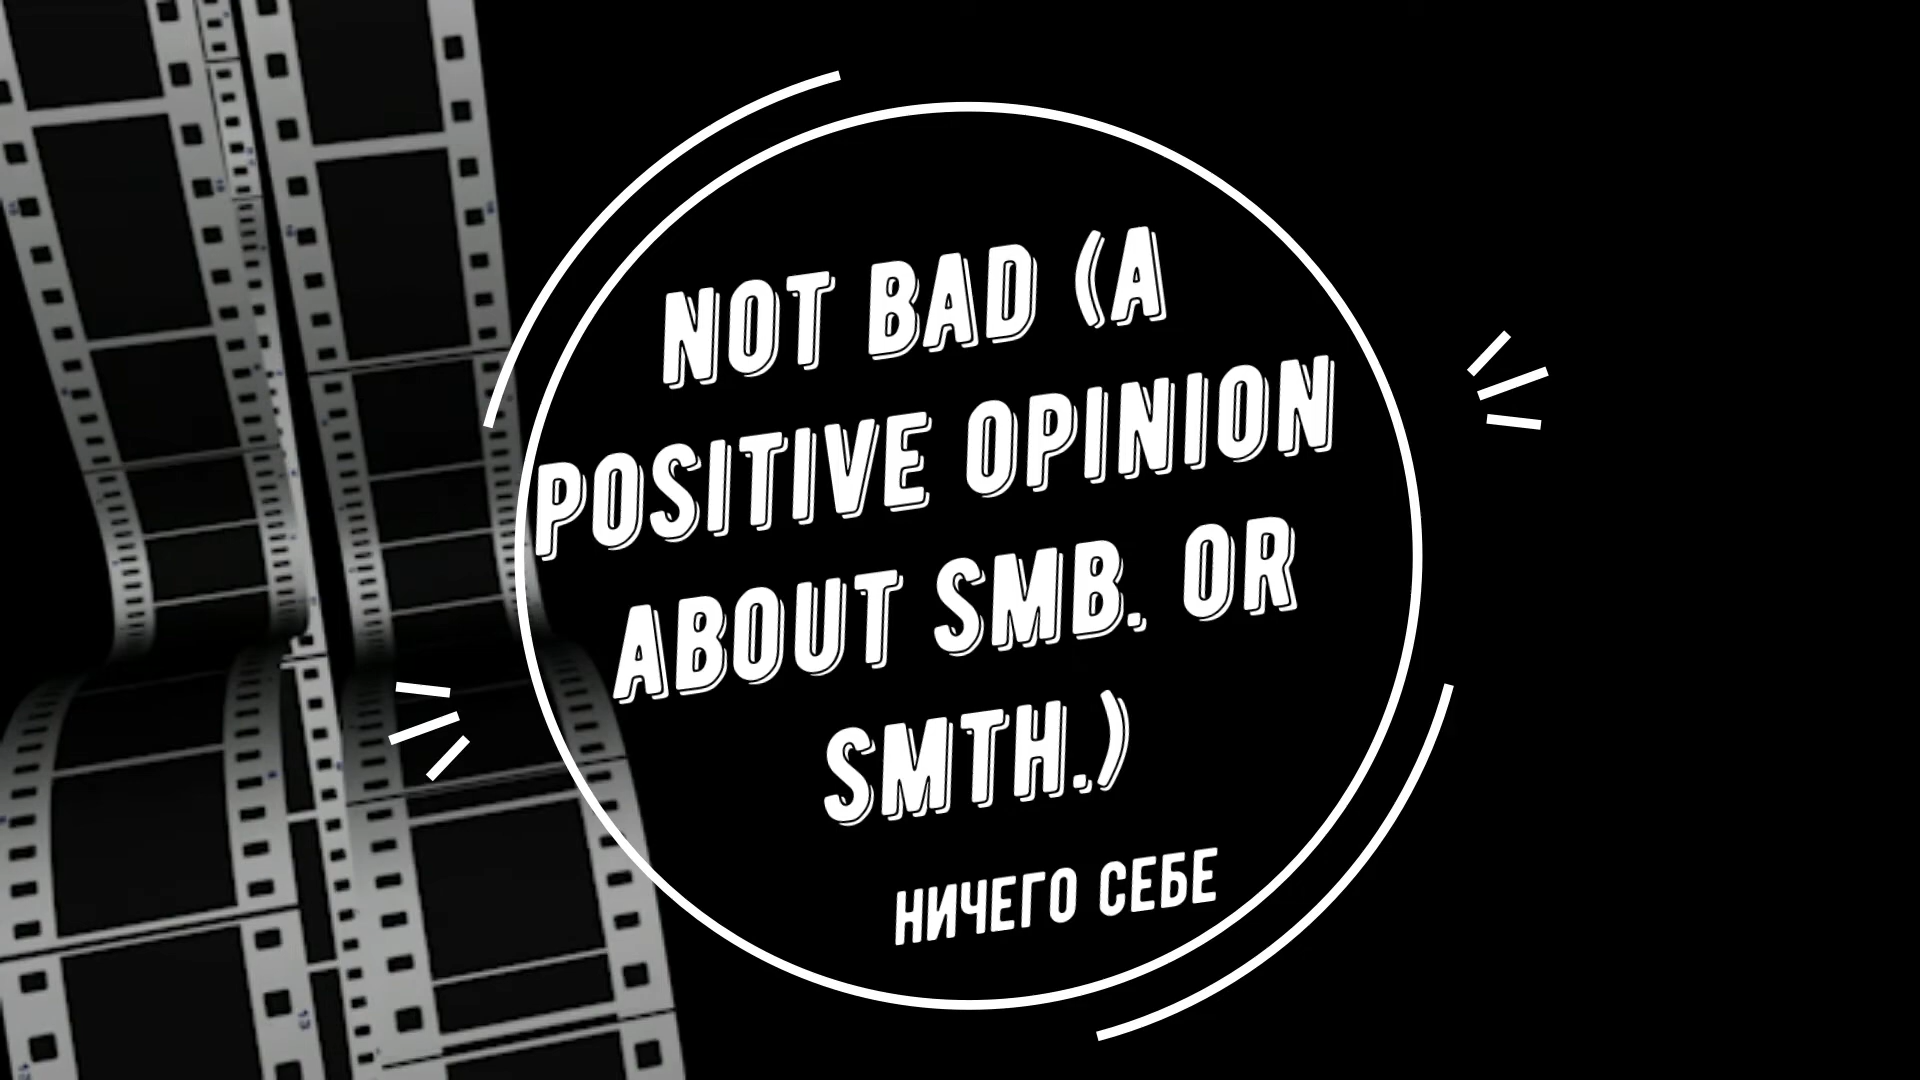 NOT BAD (A
POSITIVE OPINION
ABOUT SMB. OR
SMTH.)
НИЧЕГО СЕБЕ